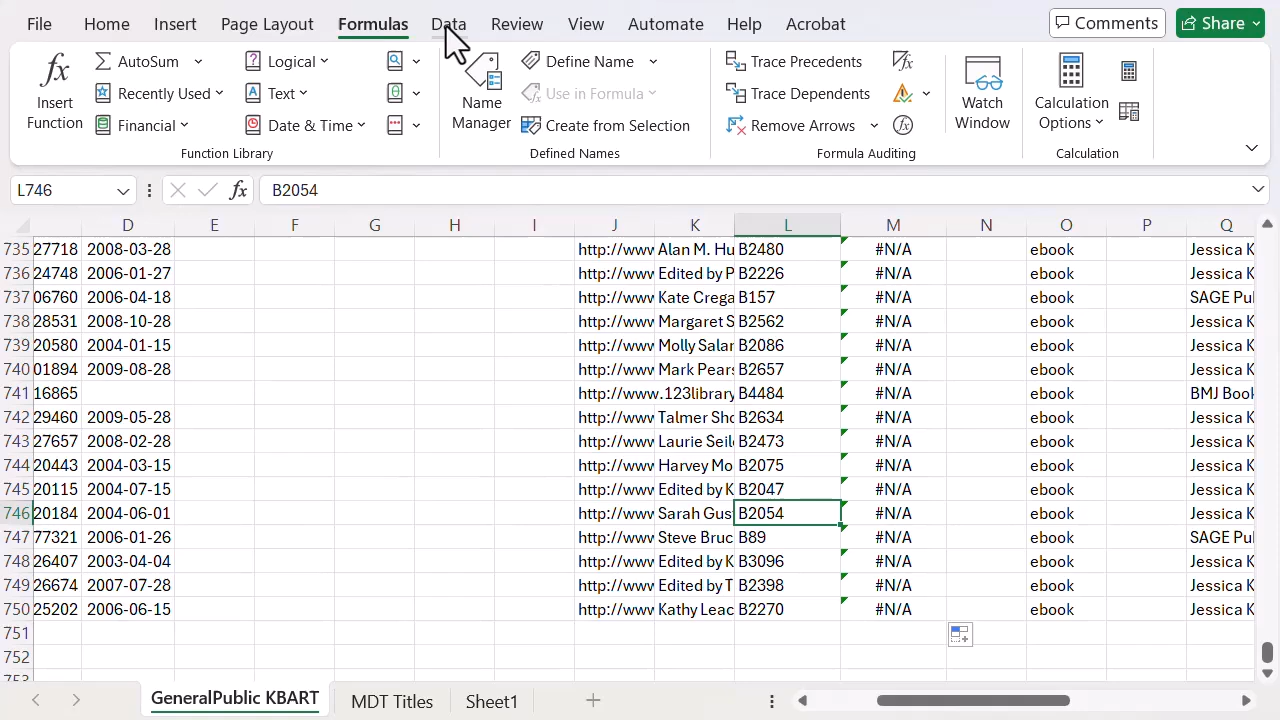 File Home Insert Page Layout Formulas Data Review View Automate Help Acrobat Comments Share
fx AutoSum Logical Define Name Trace Precedents fx
Insert Function Recently Used Text Name Manager Use in Formula Trace Dependents Watch Window Calculation Options
Financial Date & Time Create from Selection Remove Arrows
Function Library Defined Names Formula Auditing Calculation
L746 fx B2054
D E F G H I J K L M N O P Q
735 27718 2008-03-28 http://www Alan M. Hu B2480 #N/A ebook Jessica K
736 24748 2006-01-27 http://www Edited by P B2226 #N/A ebook Jessica K
737 06760 2006-04-18 http://www Kate Crega B157 #N/A ebook SAGE Pul
738 28531 2008-10-28 http://www Margaret S B2562 #N/A ebook Jessica K
739 20580 2004-01-15 http://www Molly Salar B2086 #N/A ebook Jessica K
740 01894 2009-08-28 http://www Mark Pears B2657 #N/A ebook Jessica K
741 16865 http://www.123library B4484 #N/A ebook BMJ Book
742 29460 2009-05-28 http://www Talmer Sho B2634 #N/A ebook Jessica K
743 27657 2008-02-28 http://www Laurie Seil B2473 #N/A ebook Jessica K
744 20443 2004-03-15 http://www Harvey Mo B2075 #N/A ebook Jessica K
745 20115 2004-07-15 http://www Edited by K B2047 #N/A ebook Jessica K
746 20184 2004-06-01 http://www Sarah Gus B2054 #N/A ebook Jessica K
747 77321 2006-01-26 http://www Steve Bruc B89 #N/A ebook SAGE Pul
748 26407 2003-04-04 http://www Edited by K B3096 #N/A ebook Jessica K
749 26674 2007-07-28 http://www Edited by T B2398 #N/A ebook Jessica K
750 25202 2006-06-15 http://www Kathy Leac B2270 #N/A ebook Jessica K
751
752
753
GeneralPublic KBART MDT Titles Sheet1